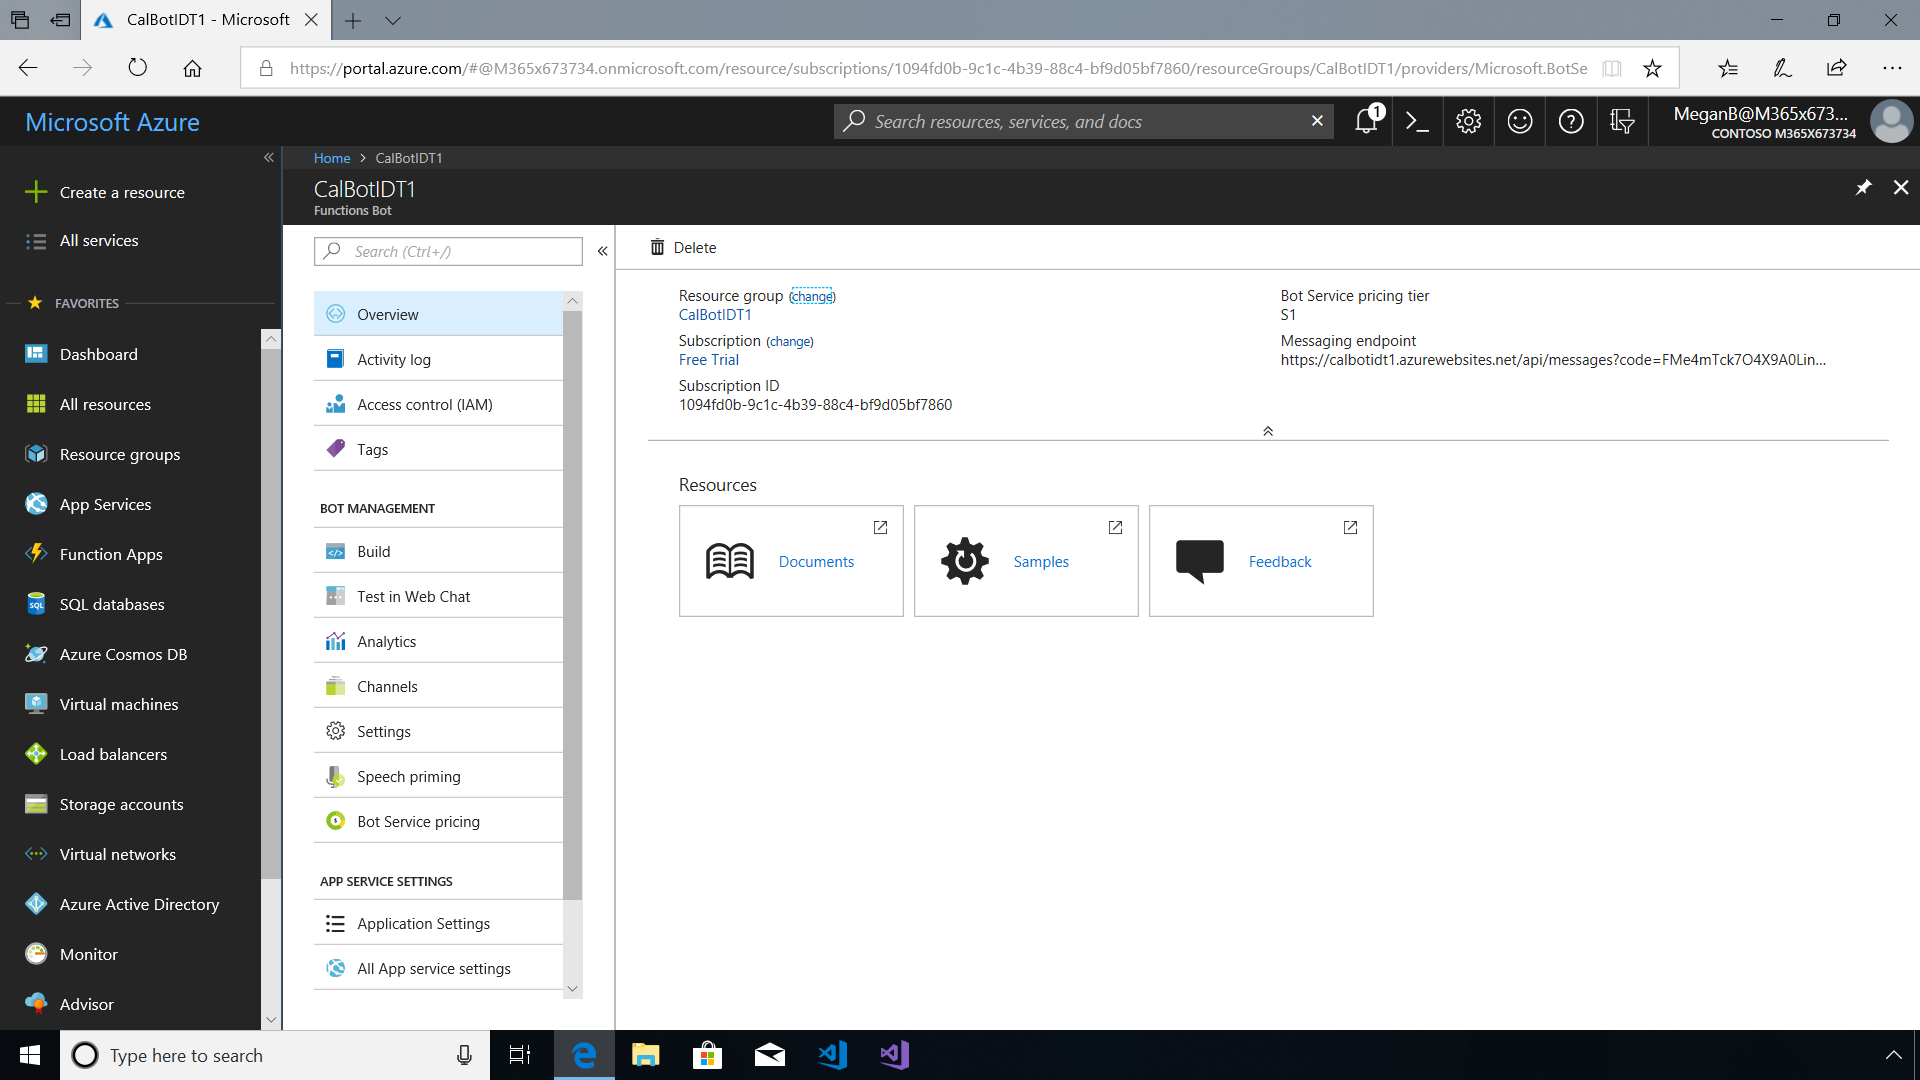 CalBotIDT1 - Microsoft
https://portal.azure.com/#@M365x673734.onmicrosoft.com/resource/subscriptions/1094fd0b-9c1c-4b39-88c4-bf9d05bf7860/resourceGroups/CalBotIDT1/providers/Microsoft.BotSe
Microsoft Azure
Search resources, services, and docs
1
MeganB@M365x673...
CONTOSO M365X673734
Home > CalBotIDT1
CalBotIDT1
Functions Bot
Create a resource
All services
FAVORITES
Dashboard
All resources
Resource groups
App Services
Function Apps
SQL databases
Azure Cosmos DB
Virtual machines
Load balancers
Storage accounts
Virtual networks
Azure Active Directory
Monitor
Advisor
Search (Ctrl+/)
Overview
Activity log
Access control (IAM)
Tags
BOT MANAGEMENT
Build
Test in Web Chat
Analytics
Channels
Settings
Speech priming
Bot Service pricing
APP SERVICE SETTINGS
Application Settings
All App service settings
Delete
Resource group (change)
CalBotIDT1
Subscription (change)
Free Trial
Subscription ID
1094fd0b-9c1c-4b39-88c4-bf9d05bf7860
Bot Service pricing tier
S1
Messaging endpoint
https://calbotidt1.azurewebsites.net/api/messages?code=FMe4mTck7O4X9A0Lin...
Resources
Documents
Samples
Feedback
Type here to search